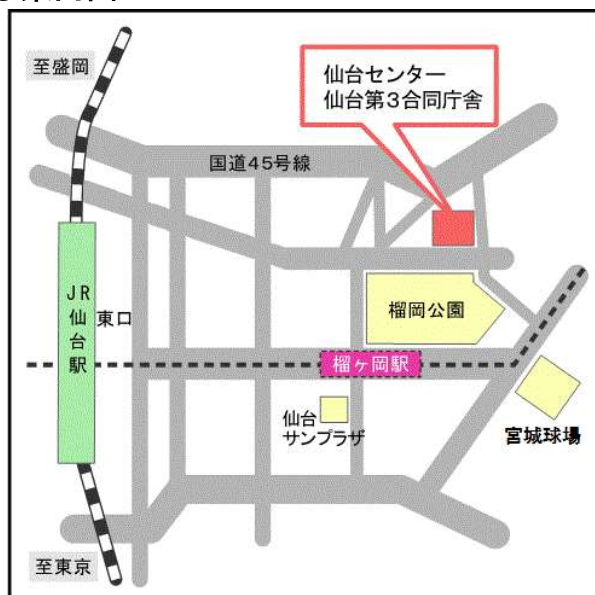 至盛岡
仙台センター
仙台第3合同庁舎
国道45号線
JR仙台駅
東口
榴岡公園
榴ヶ岡駅
仙台
サンプラザ
宮城球場
至東京